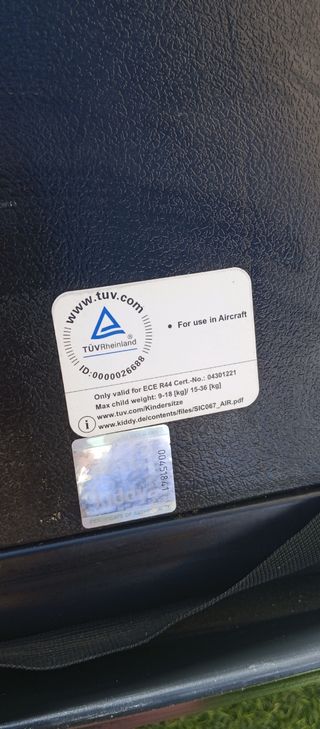 www.tuv.com
TÜVRheinland®
ID:0000026688
• For use in Aircraft
Only valid for ECE R44 Cert.-No.: 04301221
Max child weight: 9-18 [kg]/ 15-36 [kg]
www.tuv.com/Kindersitze
i www.kiddy.de/contents/files/SIC067_AIR.pdf
00451841